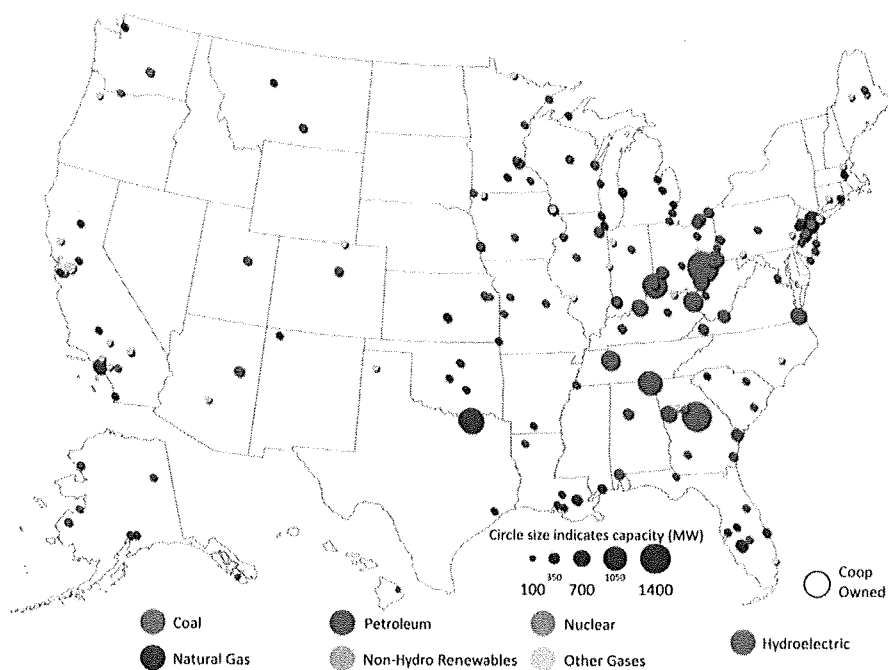 Circle size indicates capacity (MW)
350
1050
100
700
1400
Coop
Owned
Coal
Petroleum
Nuclear
Hydroelectric
Natural Gas
Non-Hydro Renewables
Other Gases